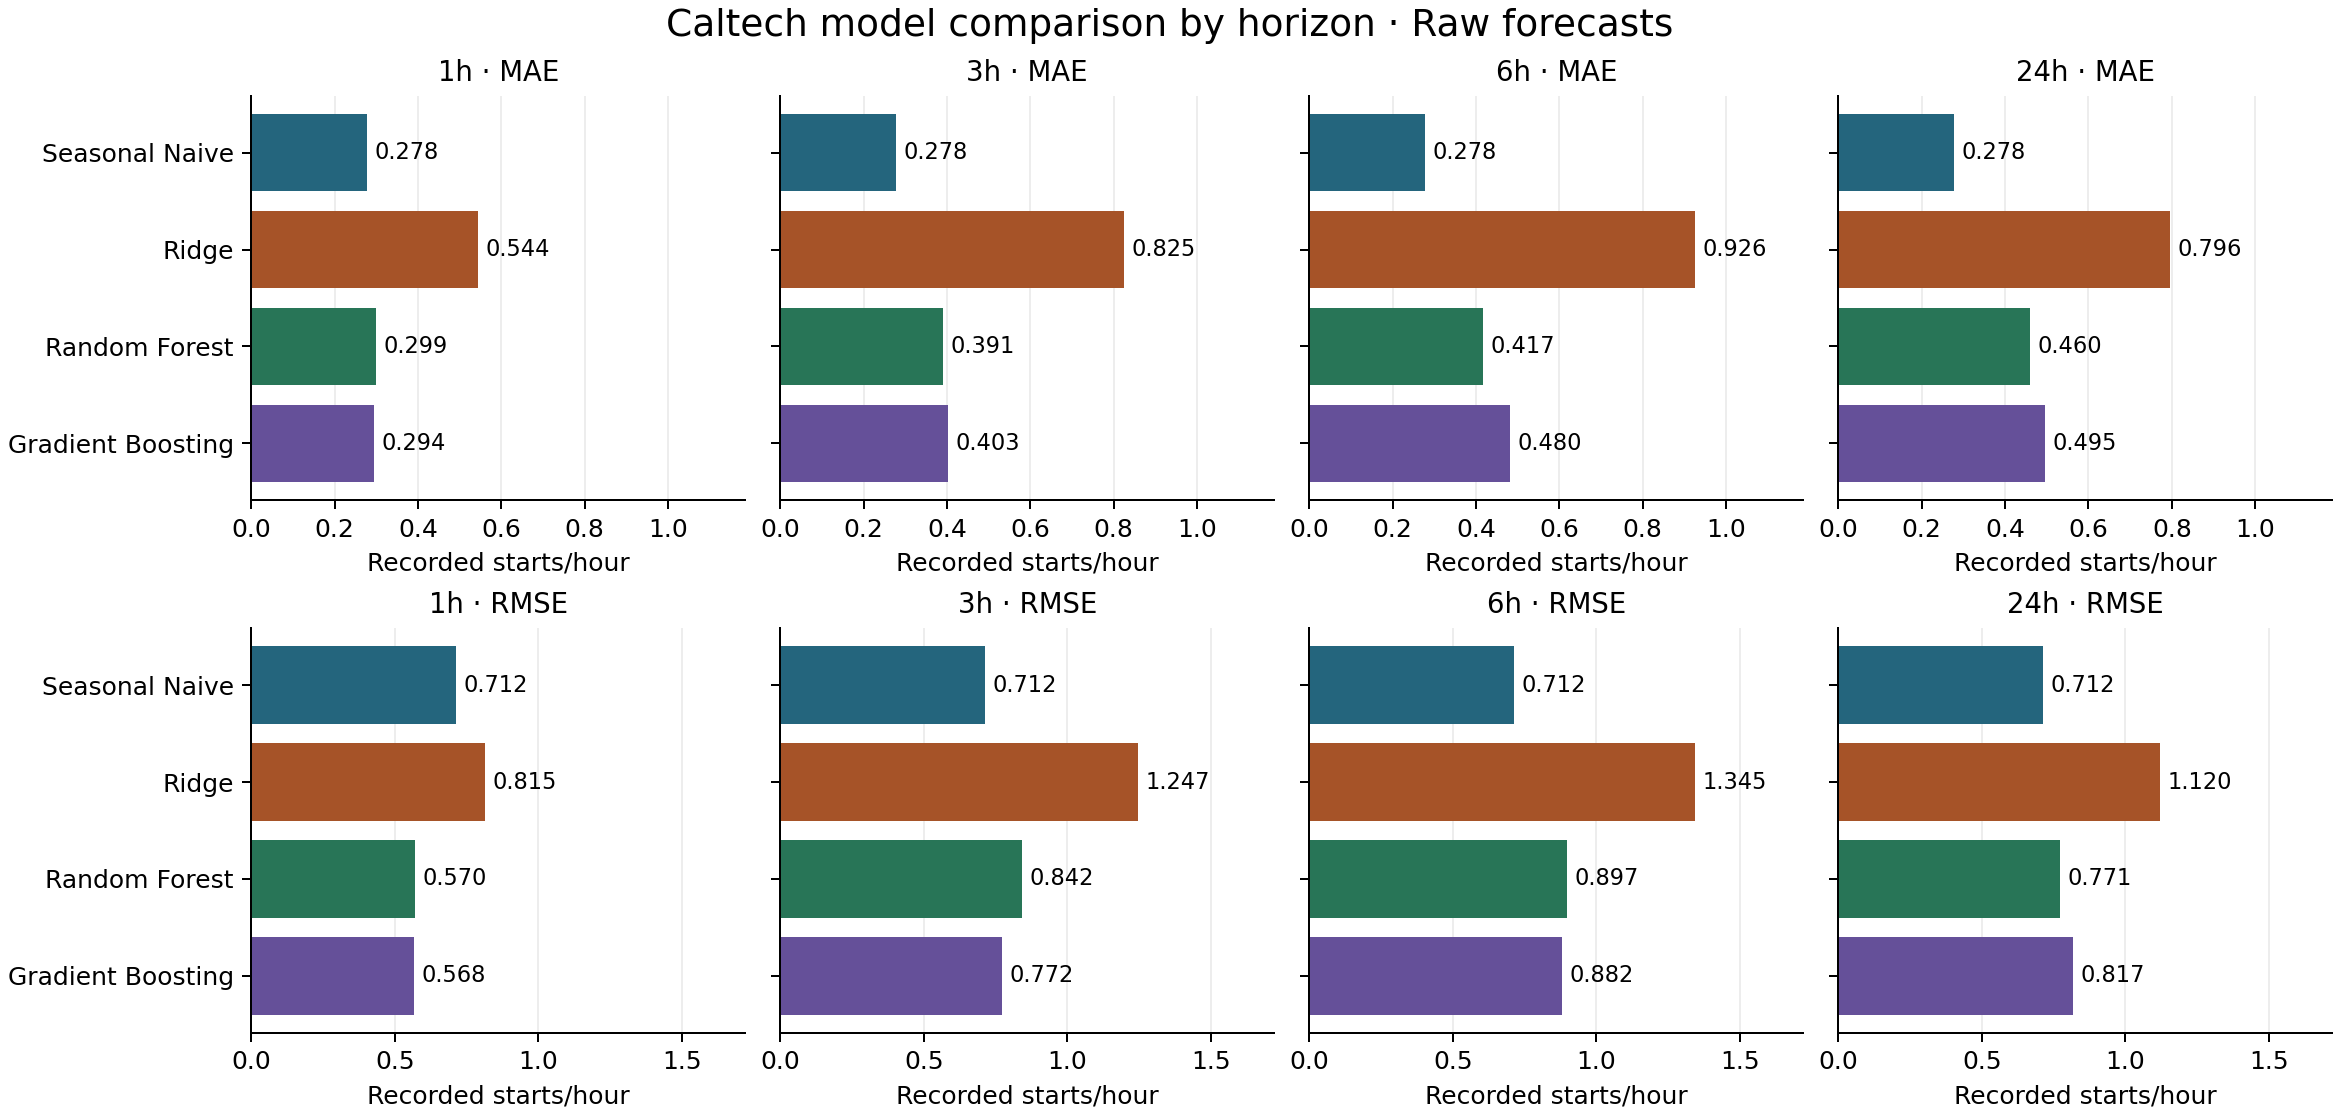 Caltech model comparison by horizon · Raw forecasts
1h · MAE
3h · MAE
6h · MAE
24h · MAE
Seasonal Naive
0.278
0.278
0.278
0.278
Ridge
0.544
0.825
0.926
0.796
Random Forest
0.299
0.391
0.417
0.460
Gradient Boosting
0.294
0.403
0.480
0.495
0.0 0.2 0.4 0.6 0.8 1.0
0.0 0.2 0.4 0.6 0.8 1.0
0.0 0.2 0.4 0.6 0.8 1.0
0.0 0.2 0.4 0.6 0.8 1.0
Recorded starts/hour
Recorded starts/hour
Recorded starts/hour
Recorded starts/hour
1h · RMSE
3h · RMSE
6h · RMSE
24h · RMSE
Seasonal Naive
0.712
0.712
0.712
0.712
Ridge
0.815
1.247
1.345
1.120
Random Forest
0.570
0.842
0.897
0.771
Gradient Boosting
0.568
0.772
0.882
0.817
0.0 0.5 1.0 1.5
0.0 0.5 1.0 1.5
0.0 0.5 1.0 1.5
0.0 0.5 1.0 1.5
Recorded starts/hour
Recorded starts/hour
Recorded starts/hour
Recorded starts/hour